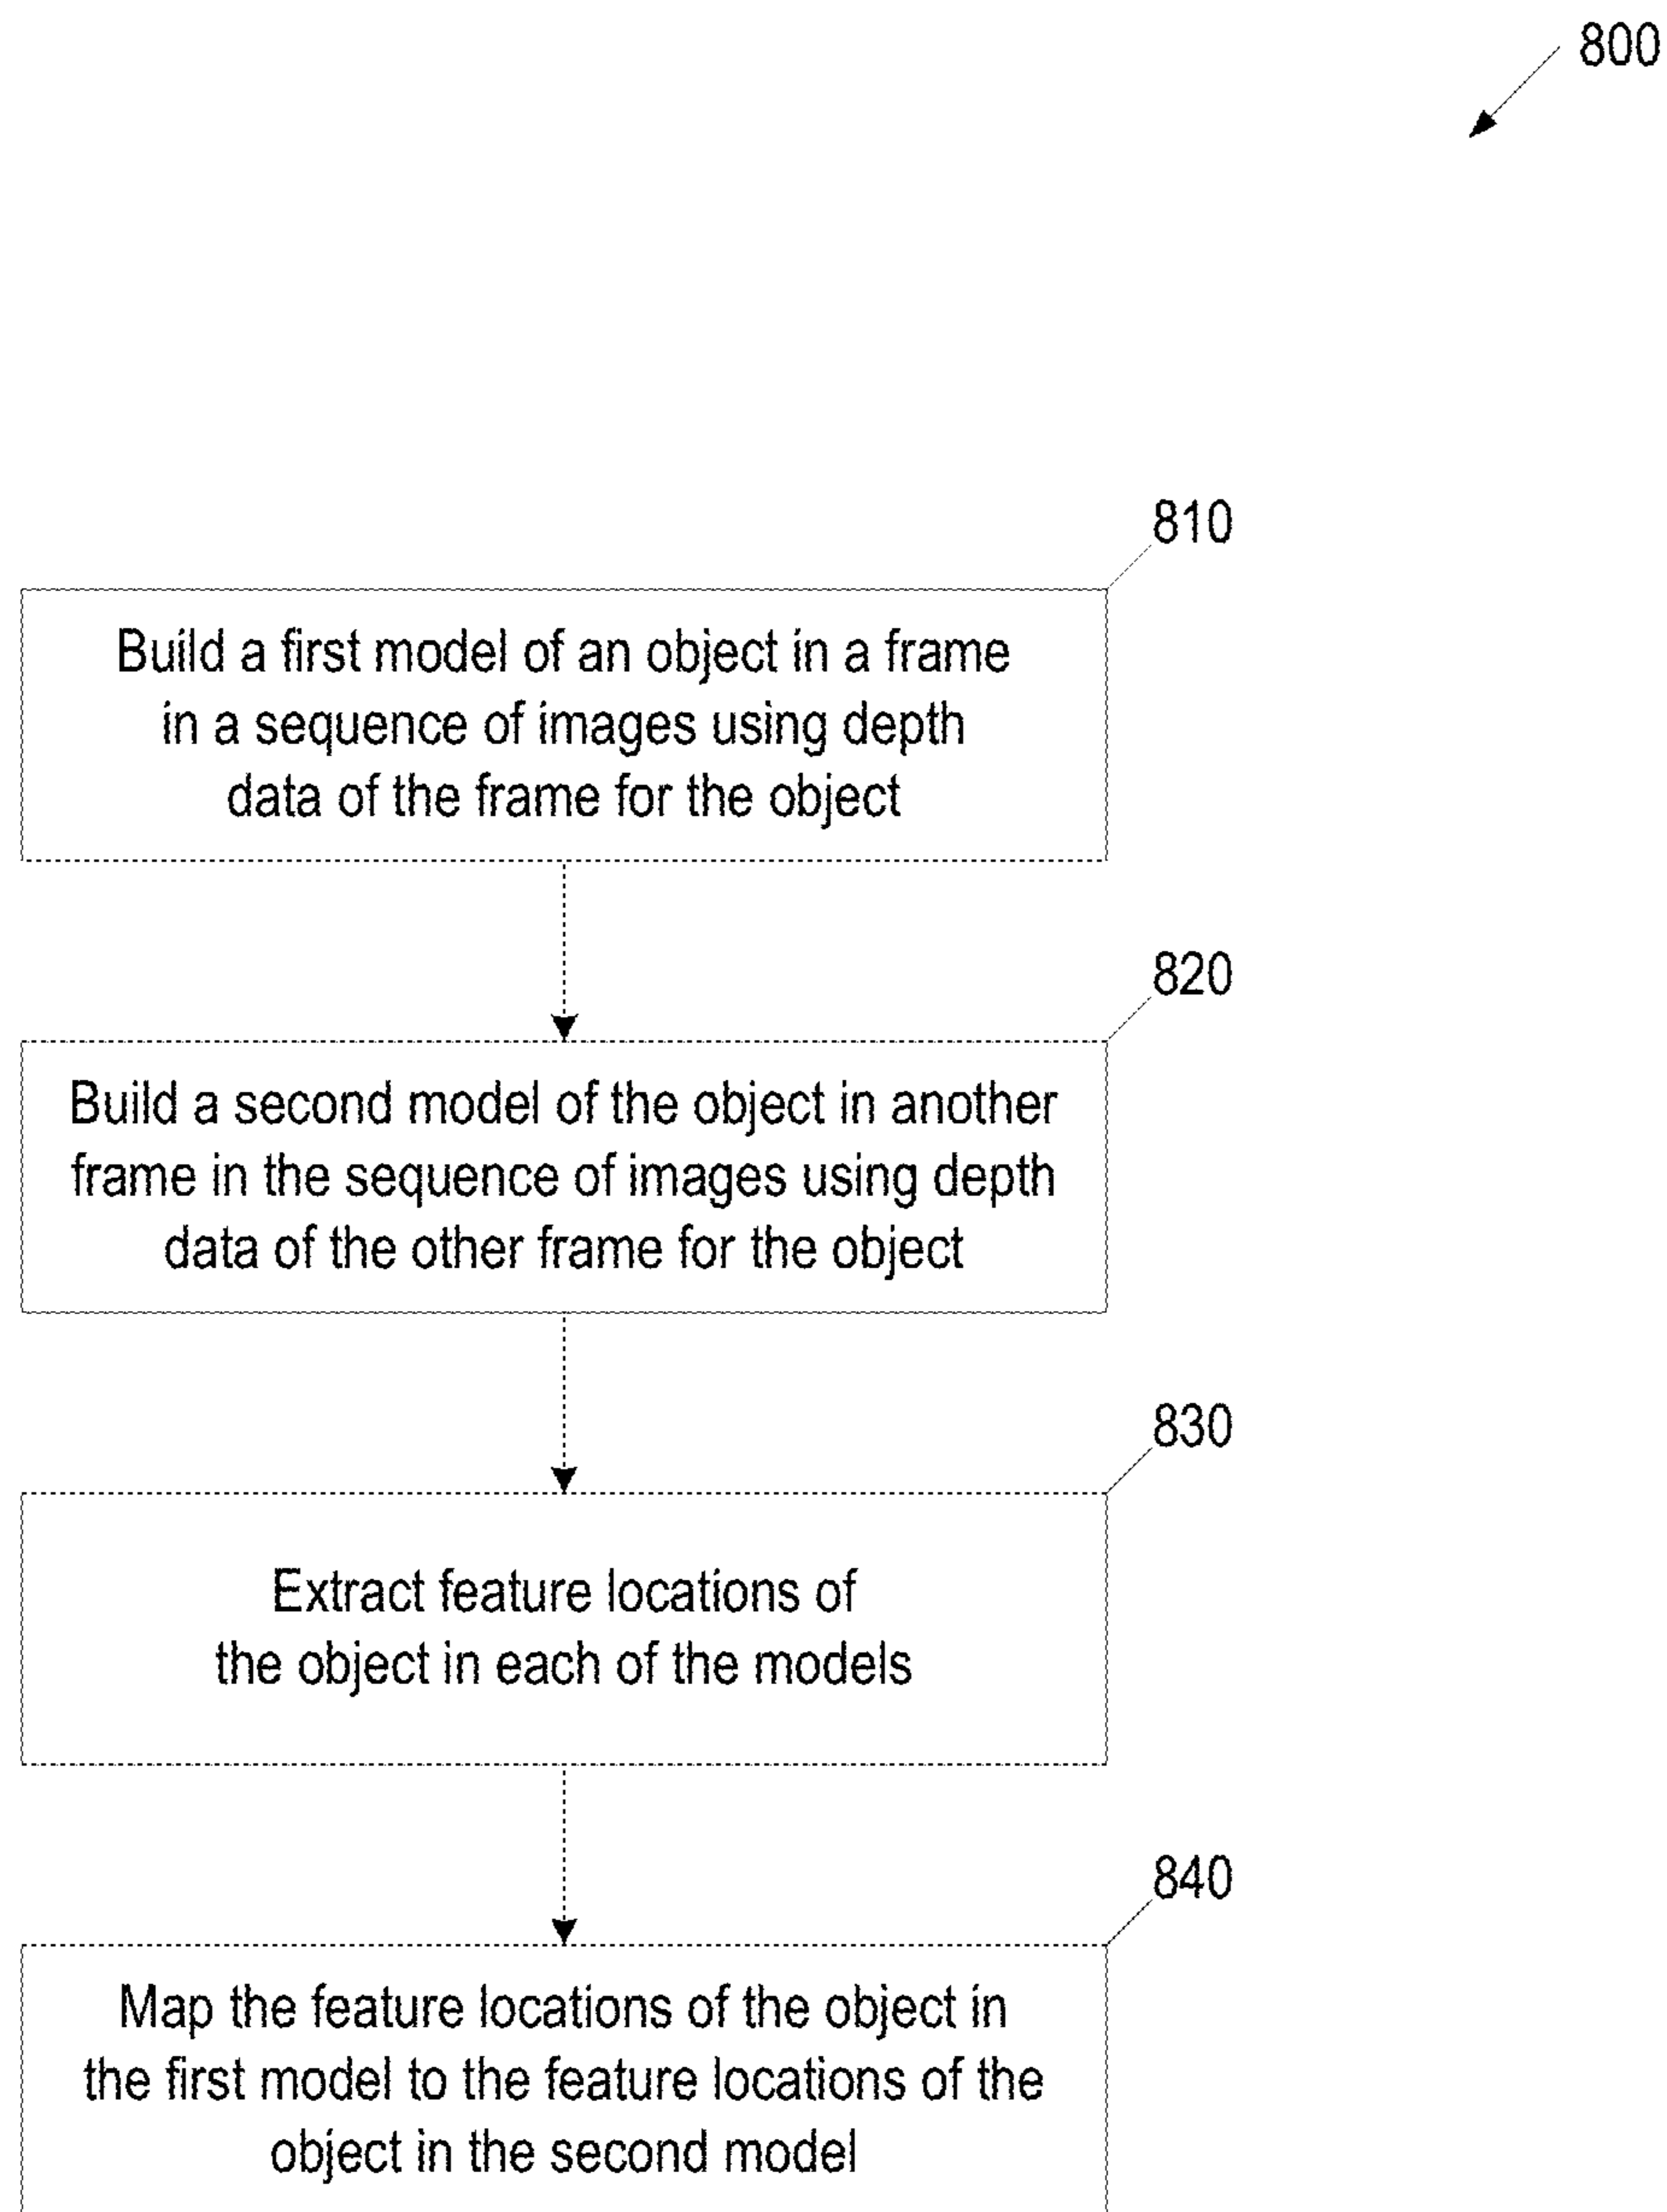 800
810
Build a first model of an object in a frame
in a sequence of images using depth
data of the frame for the object
820
Build a second model of the object in another
frame in the sequence of images using depth
data of the other frame for the object
830
Extract feature locations of
the object in each of the models
840
Map the feature locations of the object in
the first model to the feature locations of the
object in the second model